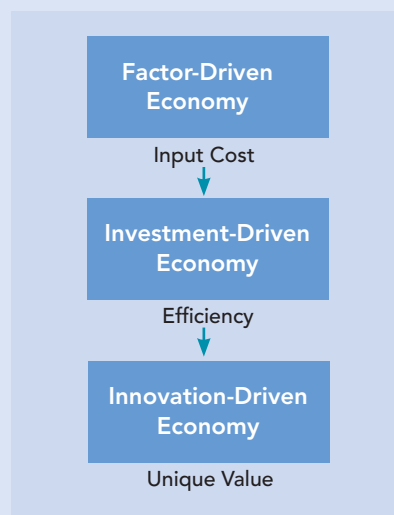 Factor-Driven
Economy
Input Cost
Investment-Driven
Economy
Efficiency
Innovation-Driven
Economy
Unique Value